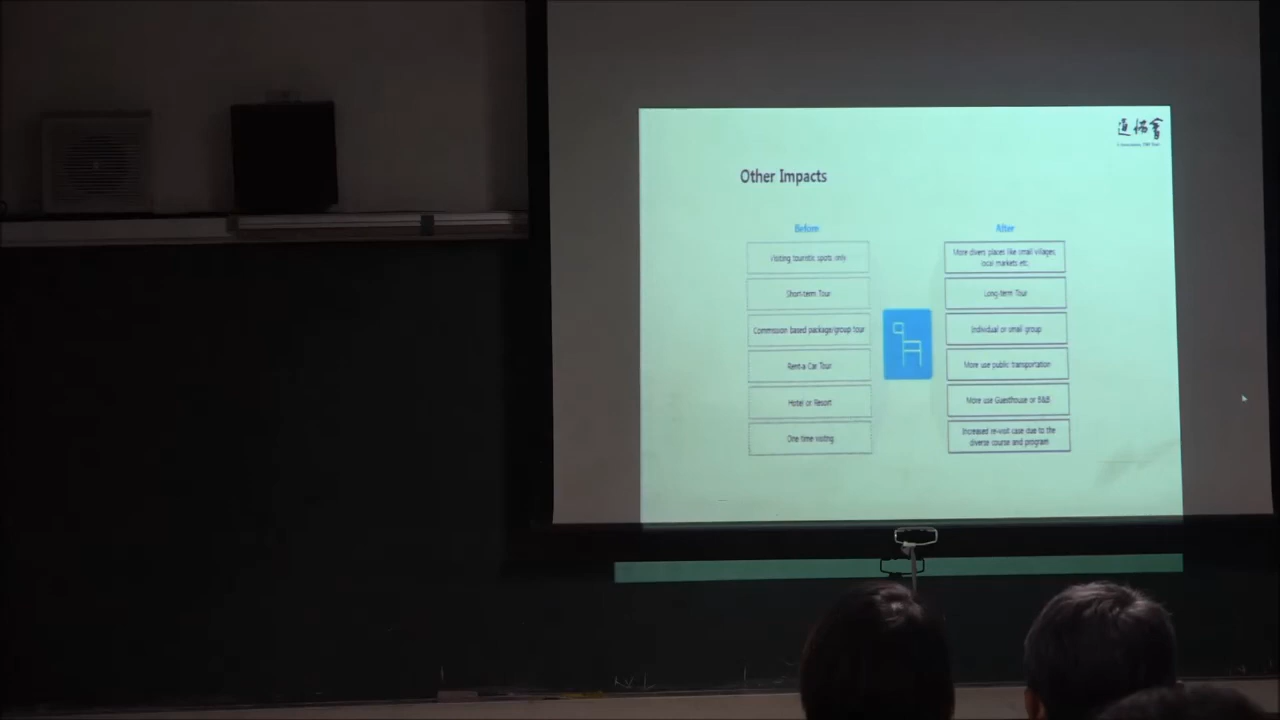 Other Impacts
Before
After
Visiting touristic spots only
More divers places like small villages,
local markets etc.
Short-term Tour
Long-term Tour
Commission based package/group tour
Individual or small group
Rent-a Car Tour
More use public transportation
Hotel or Resort
More use Guesthouse or B&B
One time visiting
Increased re-visit case due to the
diverse course and program